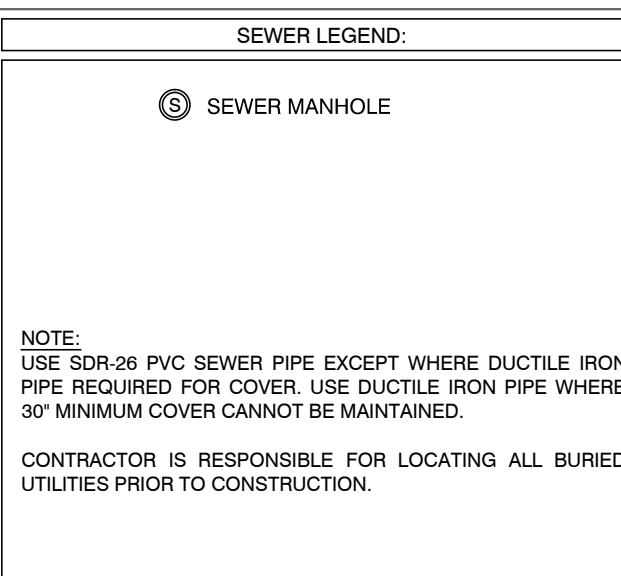 SEWER LEGEND:
S SEWER MANHOLE
NOTE:
USE SDR-26 PVC SEWER PIPE EXCEPT WHERE DUCTILE IRON
PIPE REQUIRED FOR COVER. USE DUCTILE IRON PIPE WHERE
30" MINIMUM COVER CANNOT BE MAINTAINED.
CONTRACTOR IS RESPONSIBLE FOR LOCATING ALL BURIED
UTILITIES PRIOR TO CONSTRUCTION.